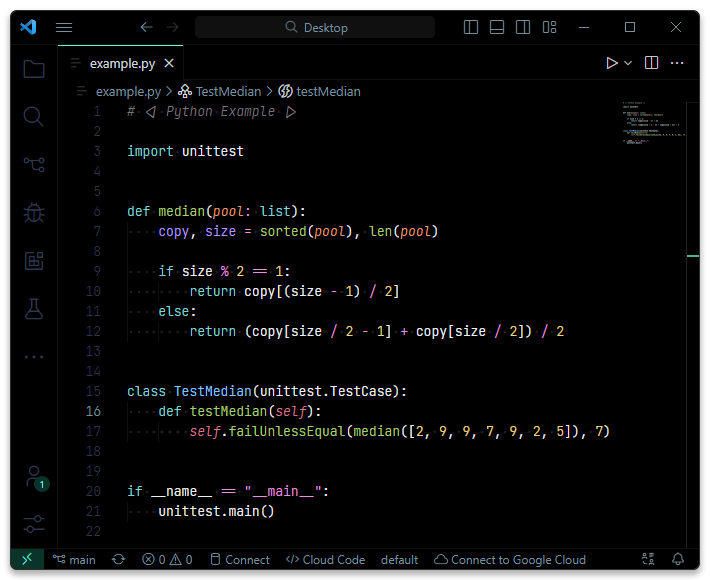 Desktop
example.py
example.py > TestMedian > testMedian
1 # ◁ Python Example ▷
2
3 import unittest
4
5
6 def median(pool: list):
7 copy, size = sorted(pool), len(pool)
8
9 if size % 2 == 1:
10 return copy[(size - 1) / 2]
11 else:
12 return (copy[size / 2 - 1] + copy[size / 2]) / 2
13
14
15 class TestMedian(unittest.TestCase):
16 def testMedian(self):
17 self.failUnlessEqual(median([2, 9, 9, 7, 9, 2, 5]), 7)
18
19
20 if __name__ == "__main__":
21 unittest.main()
22
1
main 0 0 Connect Cloud Code default Connect to Google Cloud